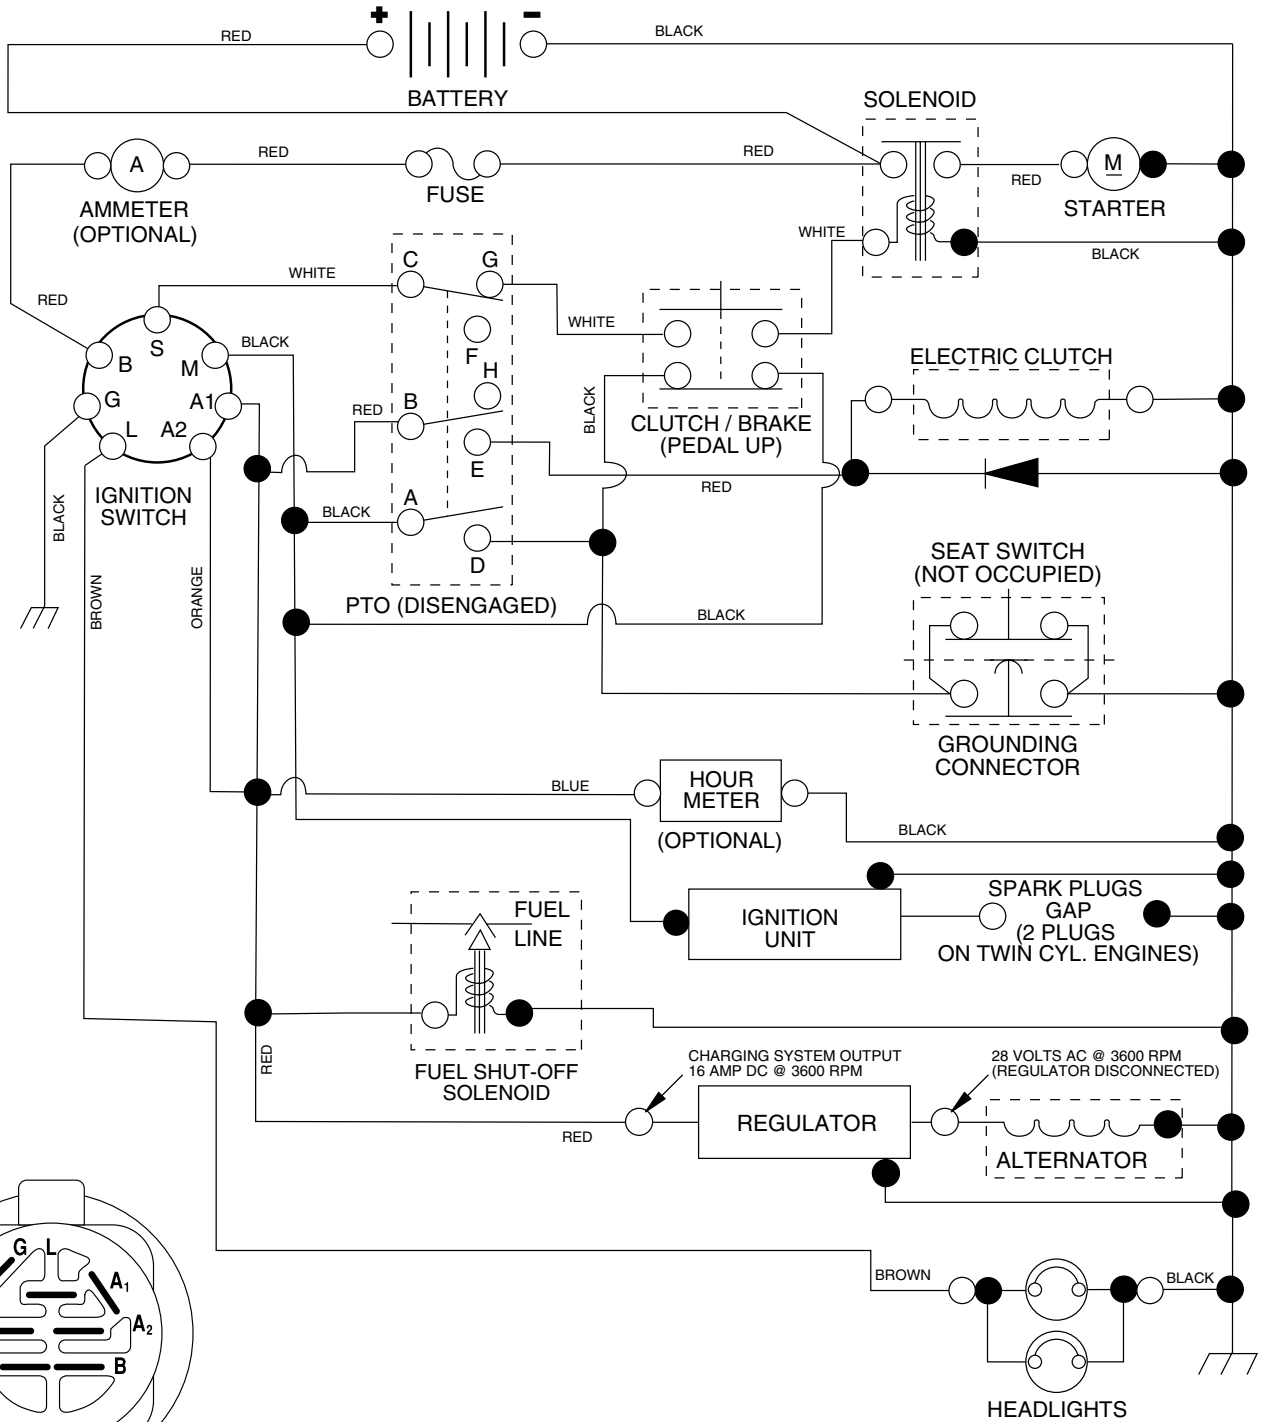 + -
RED
BLACK
BATTERY
SOLENOID
A
RED
RED
M
RED
FUSE
AMMETER
(OPTIONAL)
STARTER
WHITE
BLACK
C G
WHITE
RED
WHITE
S
BLACK
F
B M
H
ELECTRIC CLUTCH
G A1
RED B
BLACK
CLUTCH / BRAKE
(PEDAL UP)
L A2
E
RED
IGNITION
SWITCH
A
BLACK
BLACK
SEAT SWITCH
(NOT OCCUPIED)
D
BROWN
ORANGE
PTO (DISENGAGED)
BLACK
GROUNDING
CONNECTOR
BLUE
HOUR
METER
(OPTIONAL)
BLACK
SPARK PLUGS
GAP
(2 PLUGS
ON TWIN CYL. ENGINES)
IGNITION
UNIT
FUEL
LINE
RED
FUEL SHUT-OFF
SOLENOID
CHARGING SYSTEM OUTPUT
16 AMP DC @ 3600 RPM
28 VOLTS AC @ 3600 RPM
(REGULATOR DISCONNECTED)
REGULATOR
RED
ALTERNATOR
G L
A1
A2
B
BROWN
BLACK
HEADLIGHTS